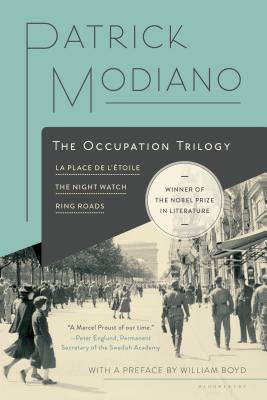 PATRICK
MODIANO
THE OCCUPATION TRILOGY
LA PLACE DE L'ÉTOILE
THE NIGHT WATCH
RING ROADS
WINNER OF
THE NOBEL PRIZE
IN LITERATURE
"A Marcel Proust of our time."
—Peter Englund, Permanent
Secretary of the Swedish Academy
WITH A PREFACE BY WILLIAM BOYD
BLOOMSBURY